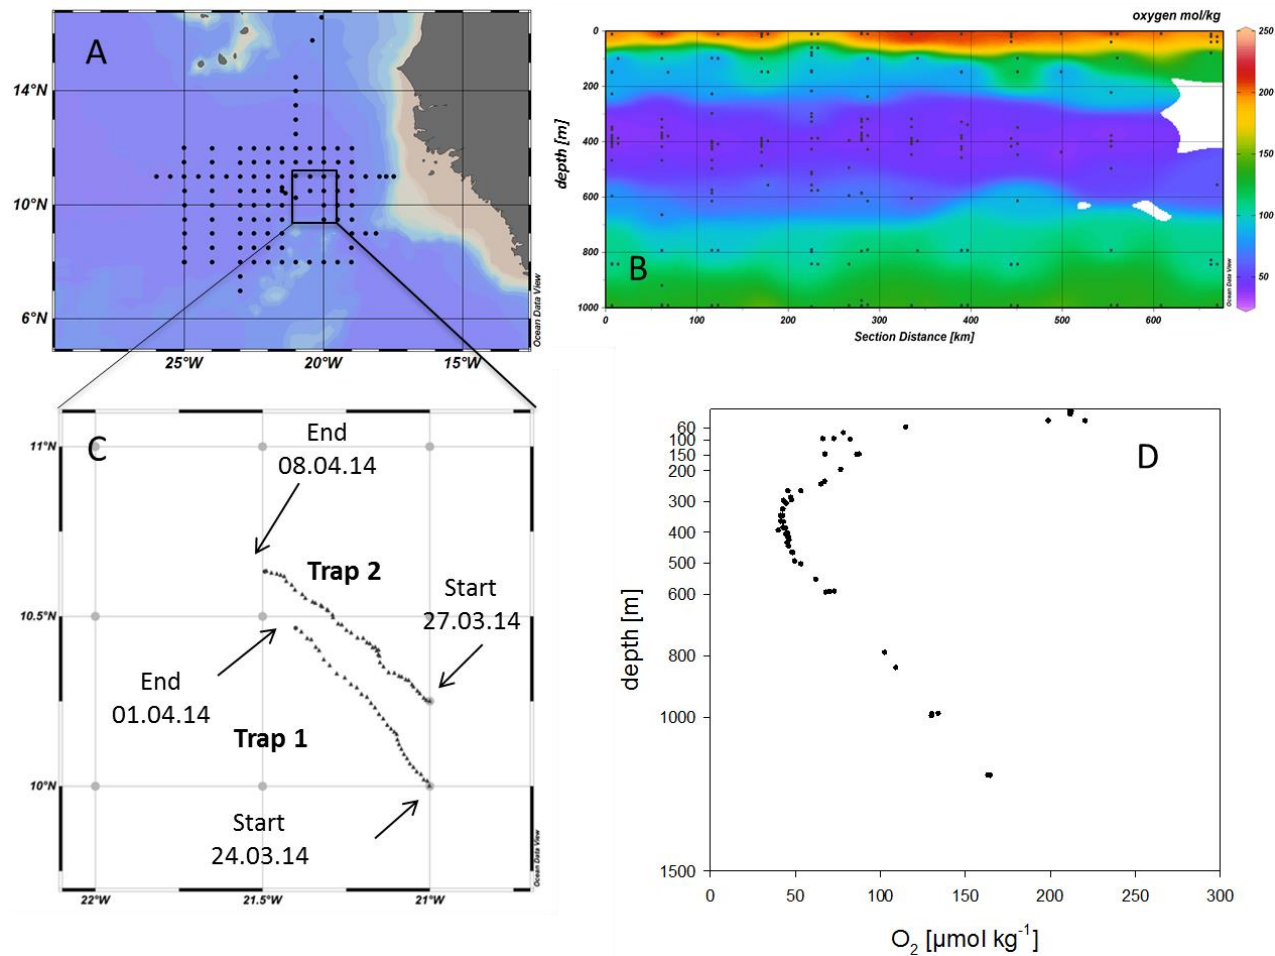 A
14°N
10°N
6°N
25°W
20°W
15°W
Ocean Data View
oxygen mol/kg
0
200
400
600
800
1000
depth [m]
B
0
100
200
300
400
500
600
Section Distance [km]
250
200
150
100
50
Ocean Data View
C
End
08.04.14
Trap 2
Start
27.03.14
End
01.04.14
Trap 1
Start
24.03.14
11°N
10.5°N
10°N
22°W
21.5°W
21°W
Ocean Data View
D
60
100
150
200
300
400
500
600
800
1000
1500
depth [m]
0
50
100
150
200
250
300
O₂ [µmol kg⁻¹]